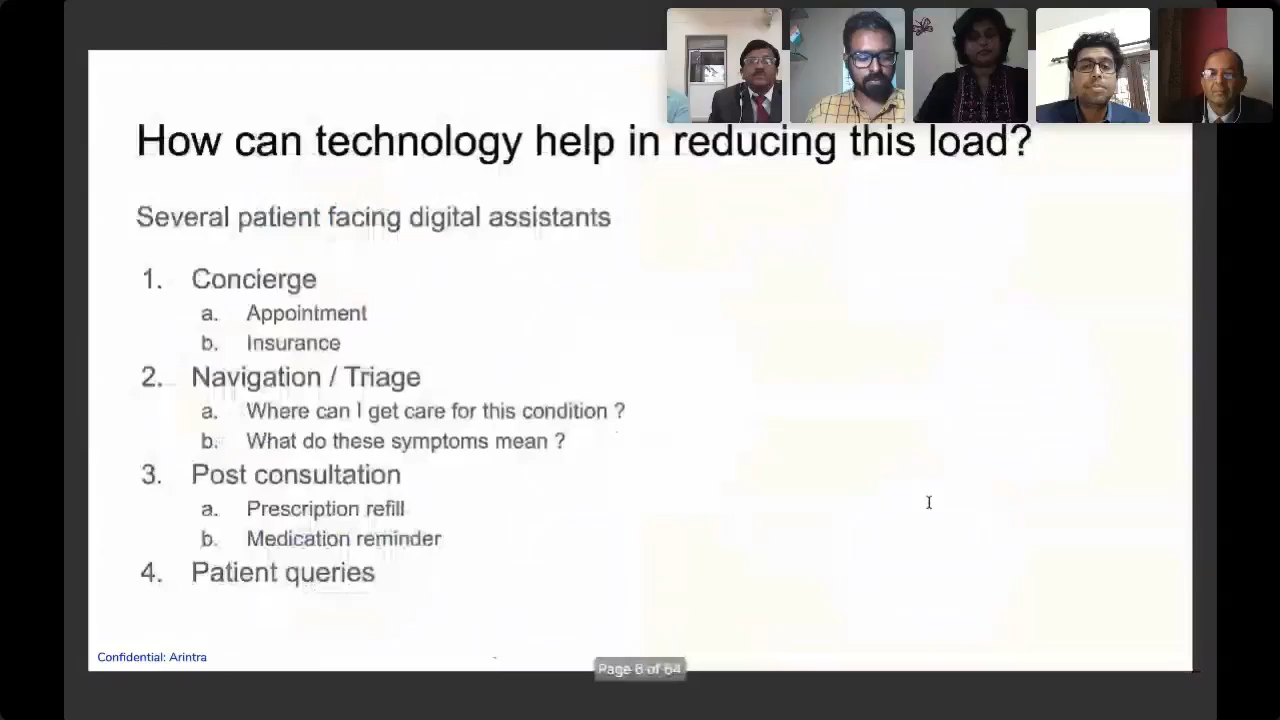 How can technology help in reducing this load?
Several patient facing digital assistants
1. Concierge
a. Appointment
b. Insurance
2. Navigation / Triage
a. Where can I get care for this condition ?
b. What do these symptoms mean ?
3. Post consultation
a. Prescription refill
b. Medication reminder
4. Patient queries
Confidential: Arintra
Page 8 of 64